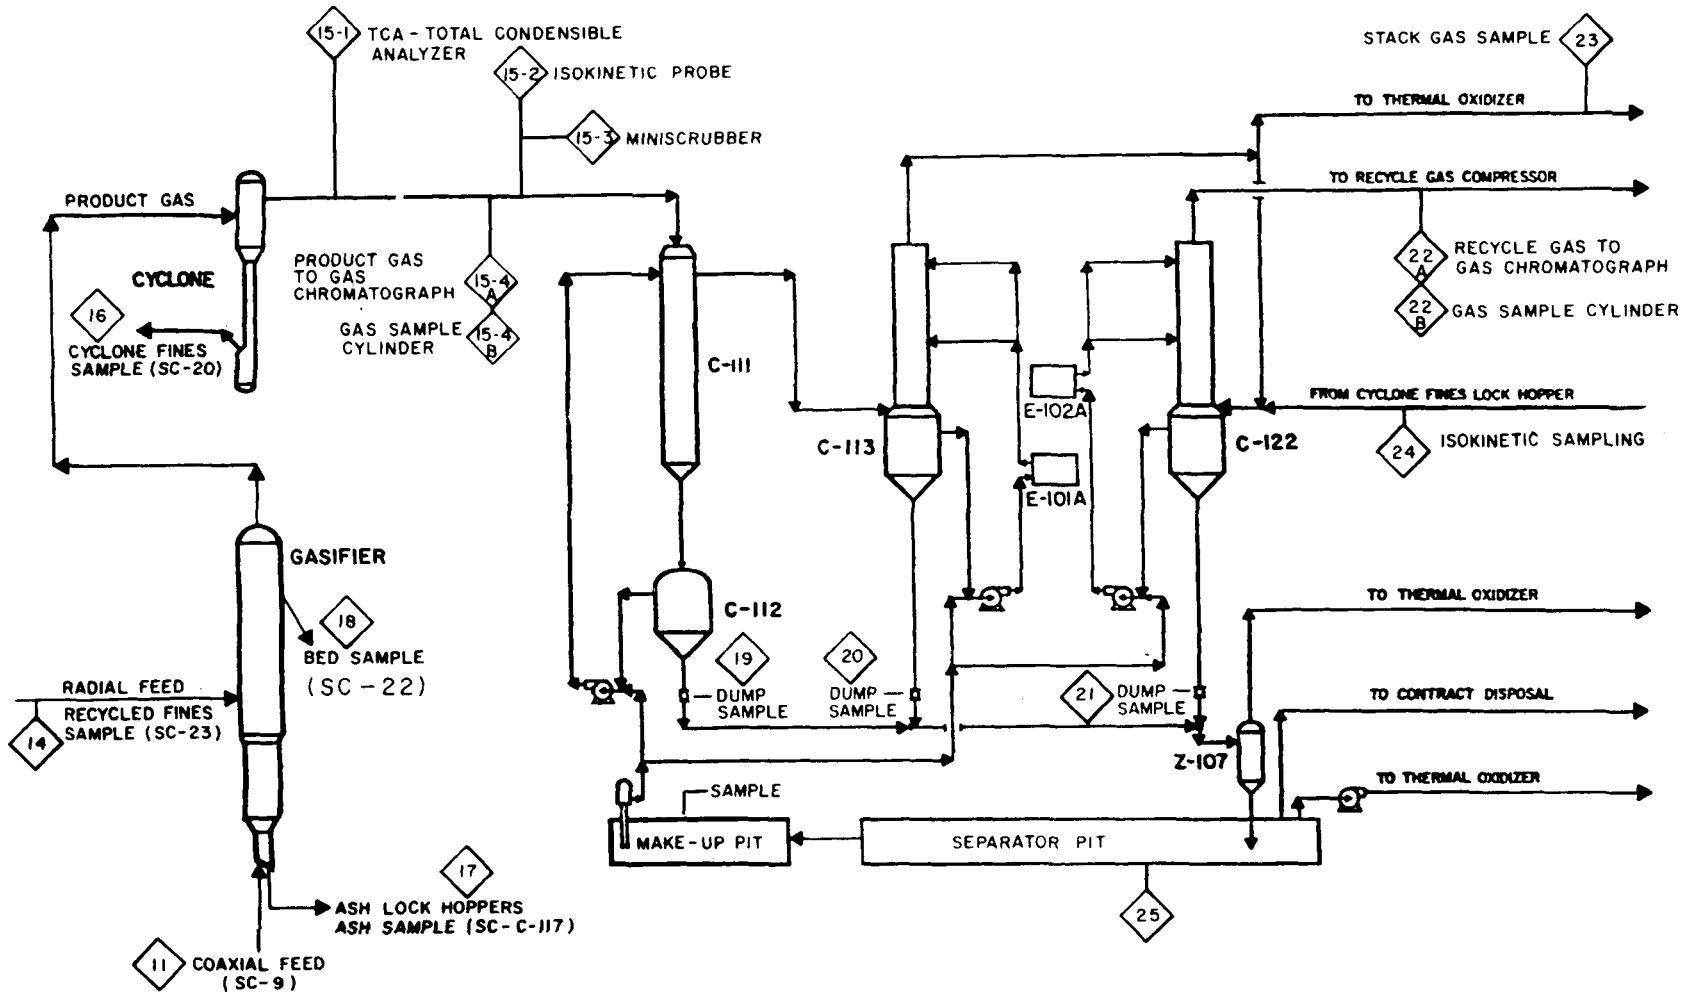 15-1
TCA - TOTAL CONDENSIBLE
ANALYZER
15-2
ISOKINETIC PROBE
15-3
MINISCRUBBER
STACK GAS SAMPLE
23
TO THERMAL OXIDIZER
TO RECYCLE GAS COMPRESSOR
PRODUCT GAS
CYCLONE
16
CYCLONE FINES
SAMPLE (SC-20)
PRODUCT GAS
TO GAS
CHROMATOGRAPH
15-4
A
GAS SAMPLE
CYLINDER
15-4
B
22
A
RECYCLE GAS TO
GAS CHROMATOGRAPH
22
B
GAS SAMPLE CYLINDER
C-111
E-102A
C-113
E-101A
C-122
FROM CYCLONE FINES LOCK HOPPER
24
ISOKINETIC SAMPLING
GASIFIER
18
BED SAMPLE
(SC-22)
C-112
19
DUMP
SAMPLE
20
DUMP
SAMPLE
21
DUMP
SAMPLE
TO THERMAL OXIDIZER
RADIAL FEED
RECYCLED FINES
SAMPLE (SC-23)
14
TO CONTRACT DISPOSAL
Z-107
TO THERMAL OXIDIZER
SAMPLE
MAKE-UP PIT
SEPARATOR PIT
25
17
ASH LOCK HOPPERS
ASH SAMPLE (SC-C-117)
11
COAXIAL FEED
(SC-9)